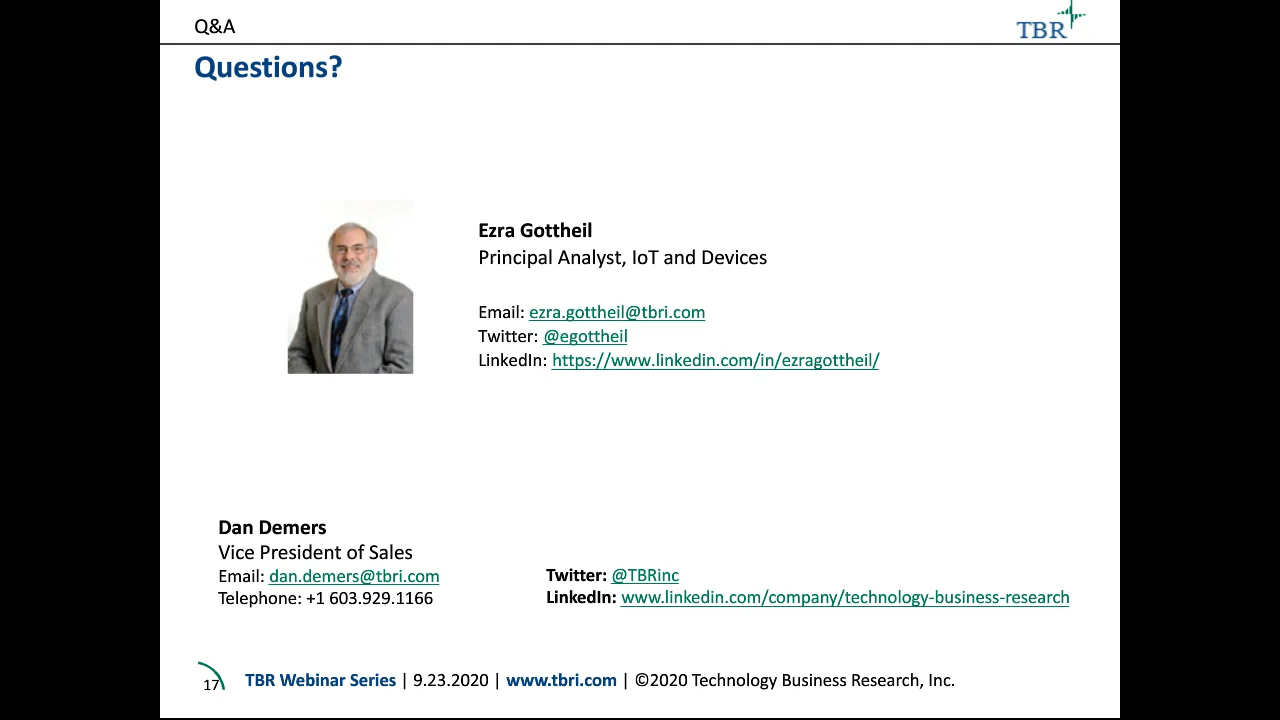 Q&A
TBR
Questions?
Ezra Gottheil
Principal Analyst, IoT and Devices
Email: ezra.gottheil@tbri.com
Twitter: @egottheil
LinkedIn: https://www.linkedin.com/in/ezragottheil/
Dan Demers
Vice President of Sales
Email: dan.demers@tbri.com
Telephone: +1 603.929.1166
Twitter: @TBRinc
LinkedIn: www.linkedin.com/company/technology-business-research
17
TBR Webinar Series | 9.23.2020 | www.tbri.com | ©2020 Technology Business Research, Inc.